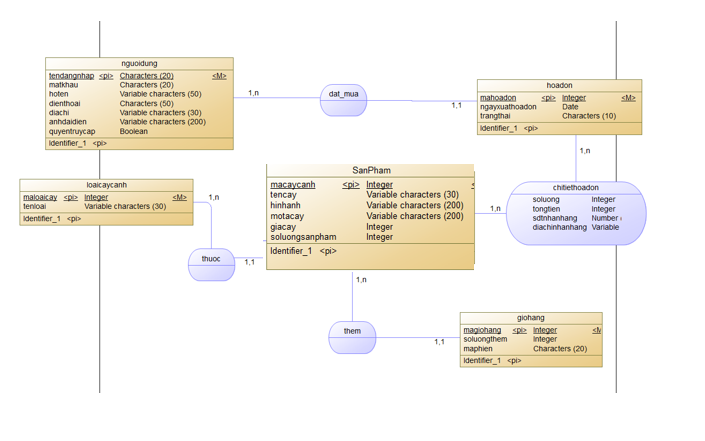 nguoidung
tendangnhap <pi> Characters (20) <M>
matkhau Characters (20)
hoten Variable characters (50)
dienthoai Characters (50)
diachi Variable characters (30)
anhdaidien Variable characters (200)
quyentruycap Boolean
Identifier_1 <pi>
1,n
dat_mua
1,1
hoadon
mahoadon <pi> Integer <M>
ngayxuathoadon Date
trangthai Characters (10)
Identifier_1 <pi>
1,n
loaicaycanh
maloaicay <pi> Integer <M>
tenloai Variable characters (30)
Identifier_1 <pi>
1,n
thuoc
1,1
SanPham
macaycanh <pi> Integer <
tencay Variable characters (30)
hinhanh Variable characters (200)
motacay Variable characters (200)
giacay Integer
soluongsanpham Integer
Identifier_1 <pi>
1,n
chitiethoadon
soluong Integer
tongtien Integer
sdtnhanhang Number (
diachinhanhang Variable
1,n
them
1,1
giohang
magiohang <pi> Integer <M
soluongthem Integer
maphien Characters (20)
Identifier_1 <pi>